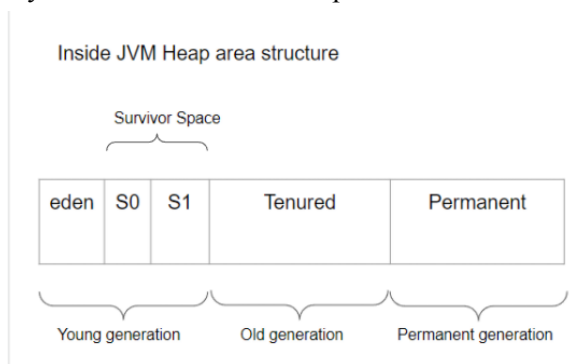 Inside JVM Heap area structure
Survivor Space
eden S0 S1 Tenured Permanent
Young generation Old generation Permanent generation